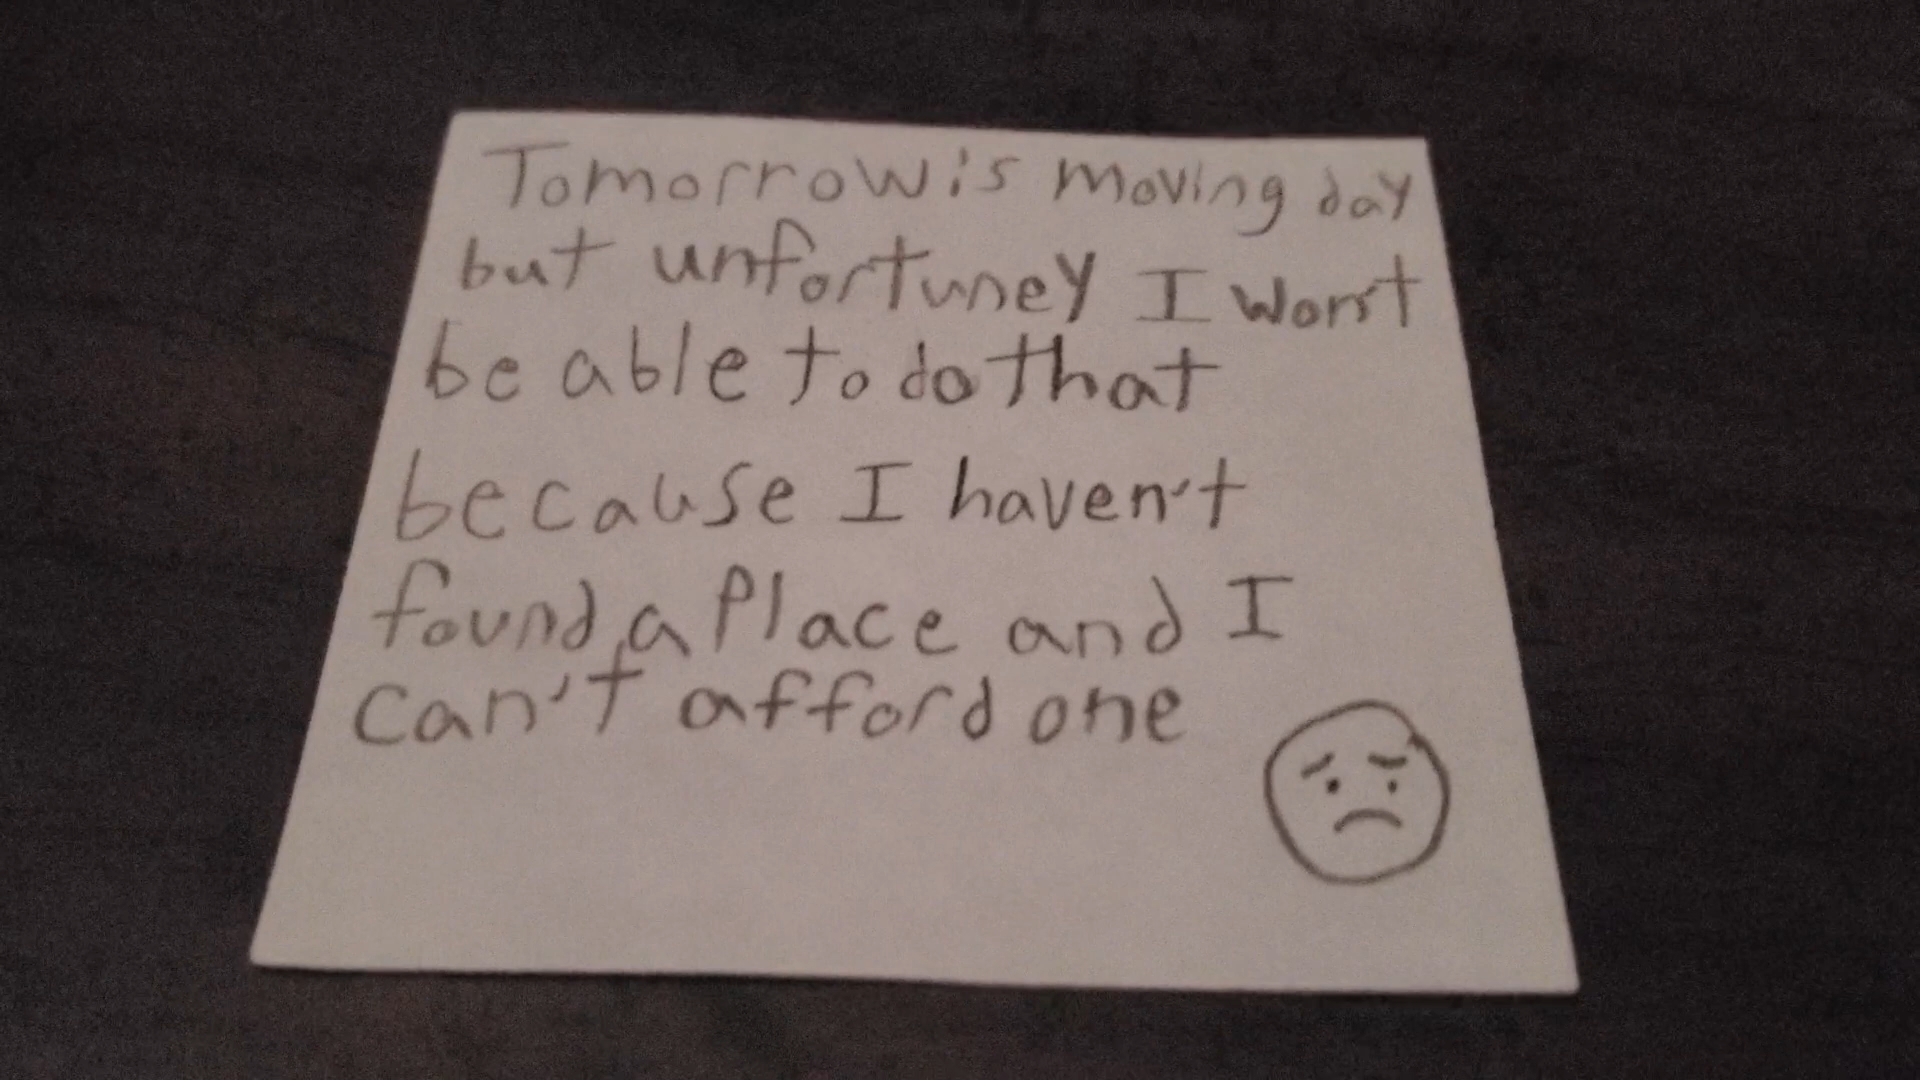 Tomorrow is moving day
but unfortuney I won't
be able to do that
because I haven't
found a place and I
can't afford one